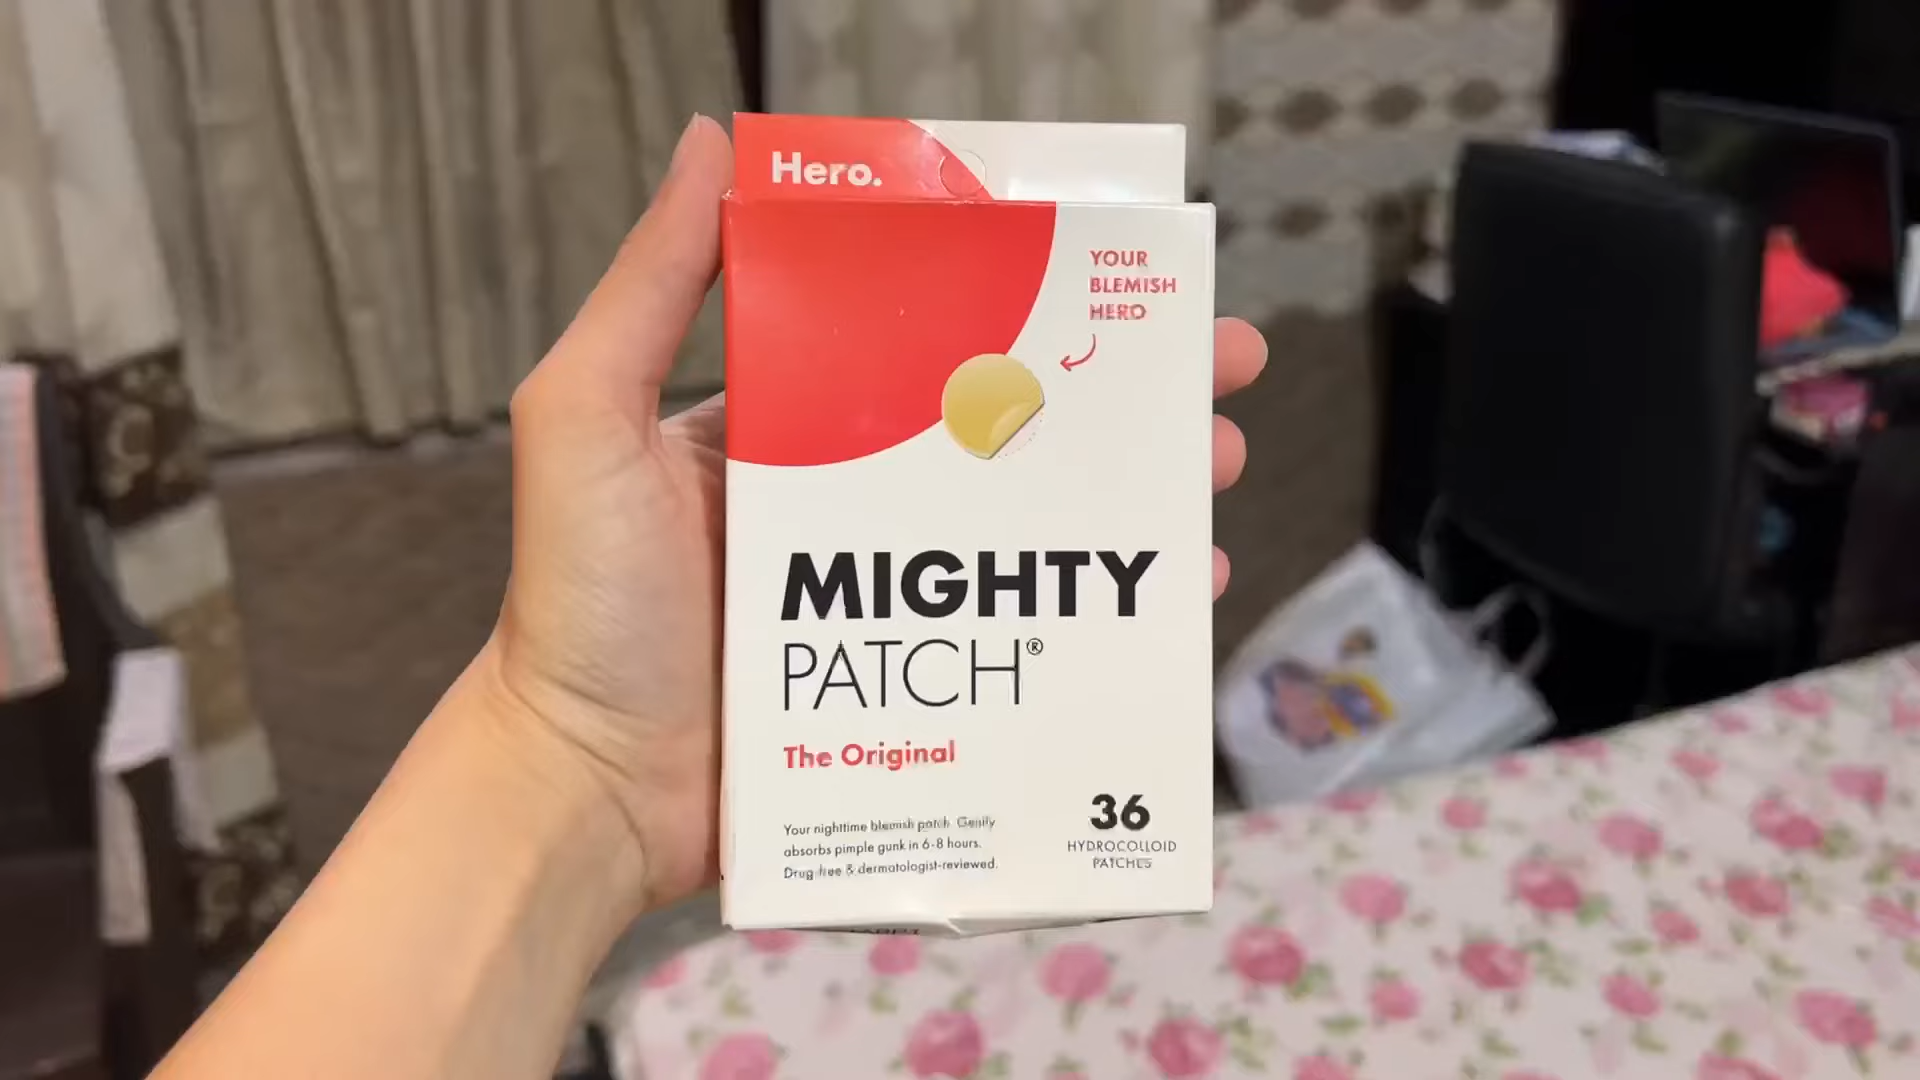 Hero.
YOUR
BLEMISH
HERO
MIGHTY
PATCH®
The Original
Your nighttime blemish patch. Gently
absorbs pimple gunk in 6-8 hours.
Drug-free & dermatologist-reviewed.
36
HYDROCOLLOID
PATCHES